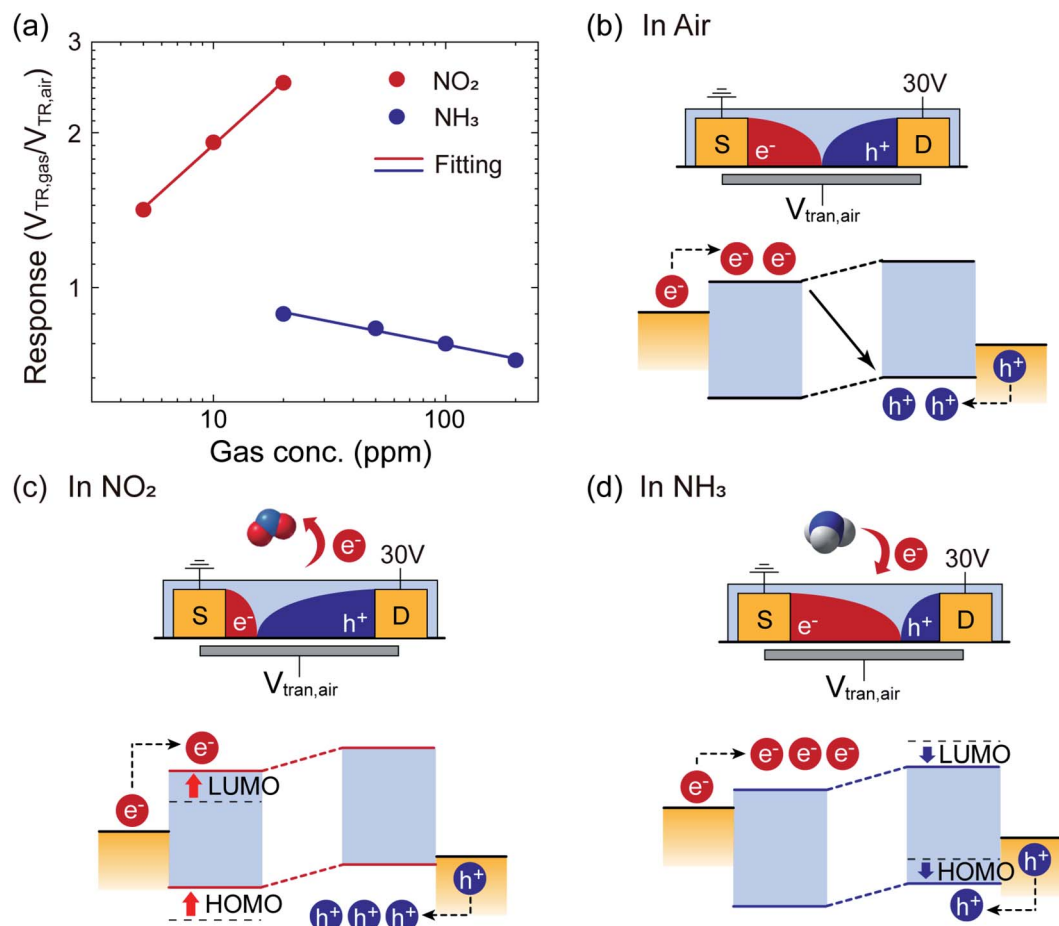 (a)
3
2
1
Response (V_TR,gas/V_TR,air)
NO₂
NH₃
Fitting
10
100
Gas conc. (ppm)
(b) In Air
30V
S
e⁻
h⁺
D
V_tran,air
e⁻
e⁻
e⁻
h⁺
h⁺
h⁺
(c) In NO₂
e⁻
30V
S
e⁻
h⁺
D
V_tran,air
e⁻
LUMO
e⁻
HOMO
h⁺
h⁺
h⁺
h⁺
(d) In NH₃
e⁻
30V
S
e⁻
h⁺
D
V_tran,air
e⁻
e⁻
e⁻
e⁻
LUMO
HOMO
h⁺
h⁺